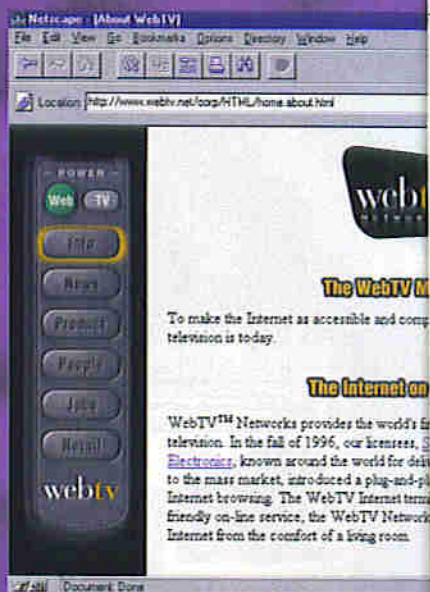 Netscape - [About WebTV]
File Edit View Go Bookmarks Options Directory Window Help
Location: http://www.webtv.net/corp/HTML/home.about.html
POWER
Web TV
Info
News
Product
People
Jobs
Retail
webtv
webt
NETWOR
The WebTV M
To make the Internet as accessible and comp
television is today.
The Internet on
WebTV™ Networks provides the world's fi
television. In the fall of 1996, our licensees, S
Electronics, known around the world for deli
to the mass market, introduced a plug-and-pl
Internet browsing. The WebTV Internet term
friendly on-line service, the WebTV Network
Internet from the comfort of a living room.
Document: Done